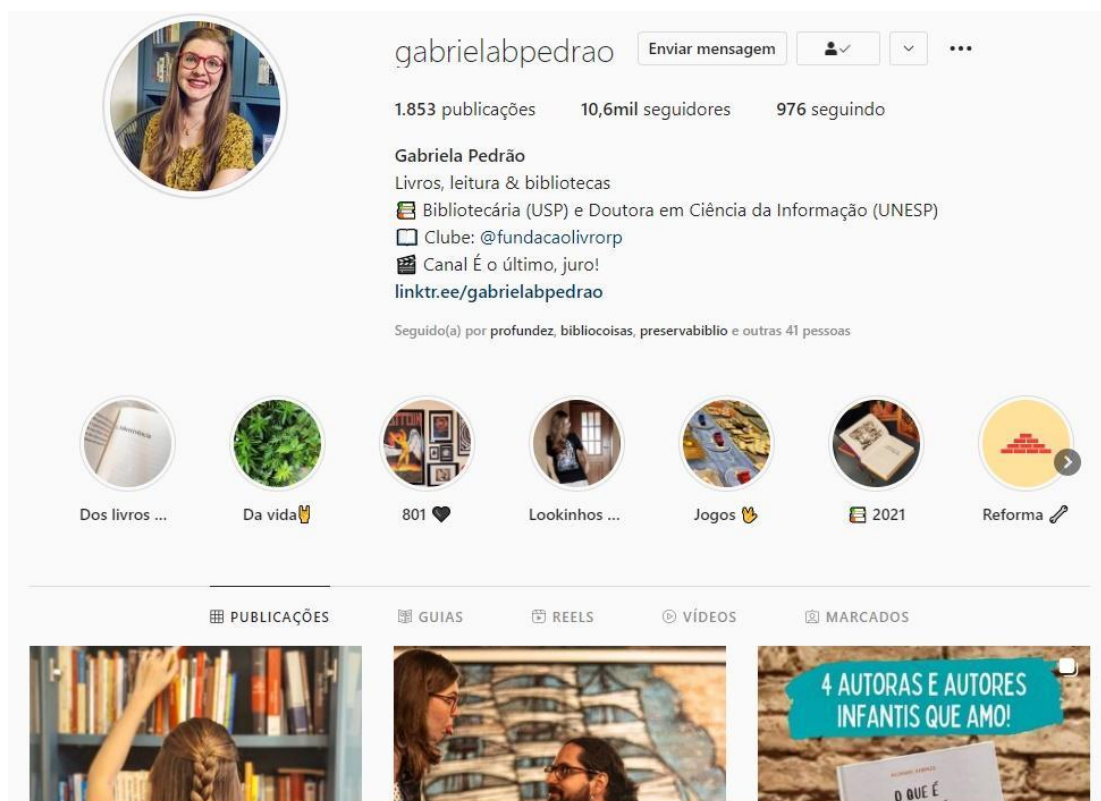 gabrielabpedrao Enviar mensagem
1.853 publicações 10,6mil seguidores 976 seguindo
Gabriela Pedrão
Livros, leitura & bibliotecas
📚 Bibliotecária (USP) e Doutora em Ciência da Informação (UNESP)
📖 Clube: @fundacaolivrorp
🎬 Canal É o último, juro!
linktr.ee/gabrielabpedrao
Seguido(a) por profundez, bibliocoisas, preservabiblio e outras 41 pessoas
Dos livros ... Da vida🤘 801 🖤 Lookinhos ... Jogos 🖖 📚 2021 Reforma 🔧
PUBLICAÇÕES GUIAS REELS VÍDEOS MARCADOS
4 AUTORAS E AUTORES
INFANTIS QUE AMO!
O QUE É